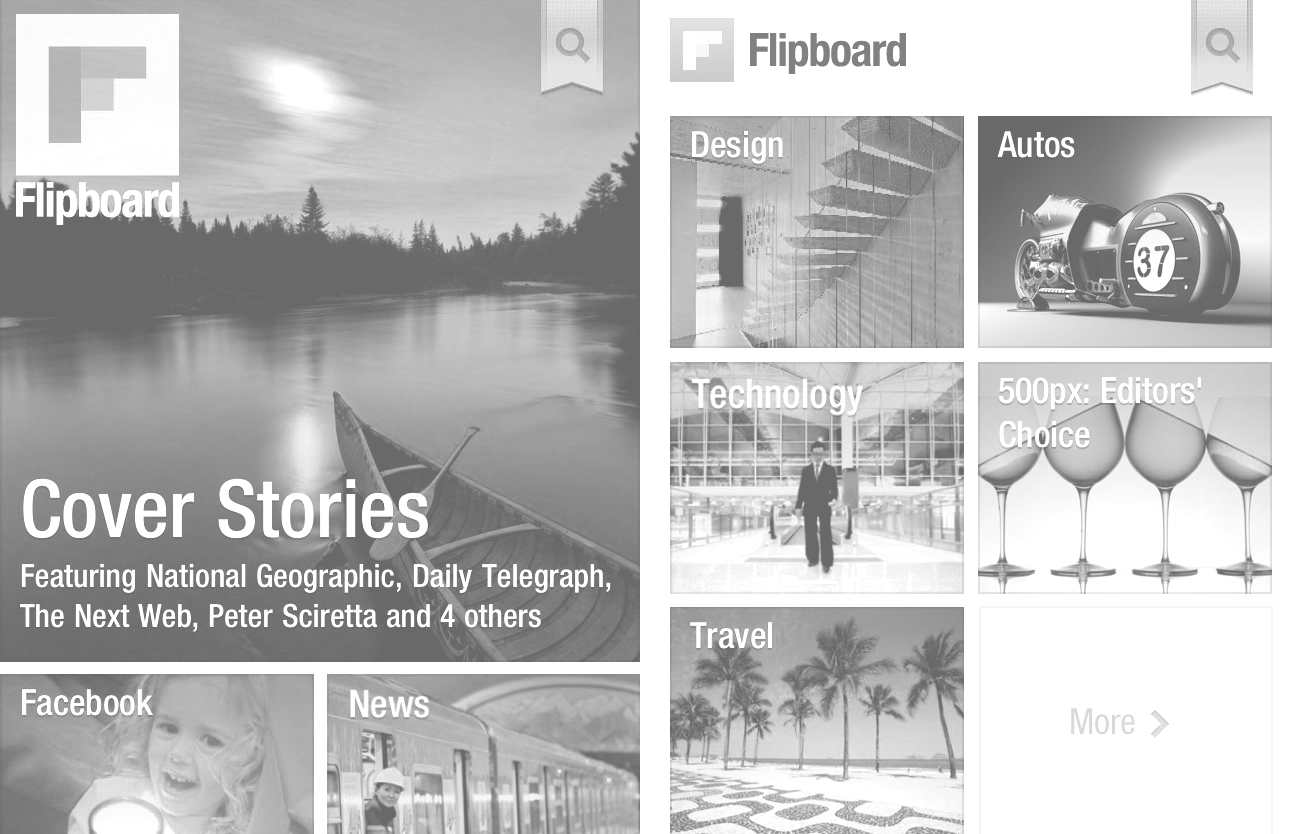 Flipboard
Cover Stories
Featuring National Geographic, Daily Telegraph,
The Next Web, Peter Sciretta and 4 others
Facebook
News
Flipboard
Design
Autos
37
Technology
500px: Editors'
Choice
Travel
More